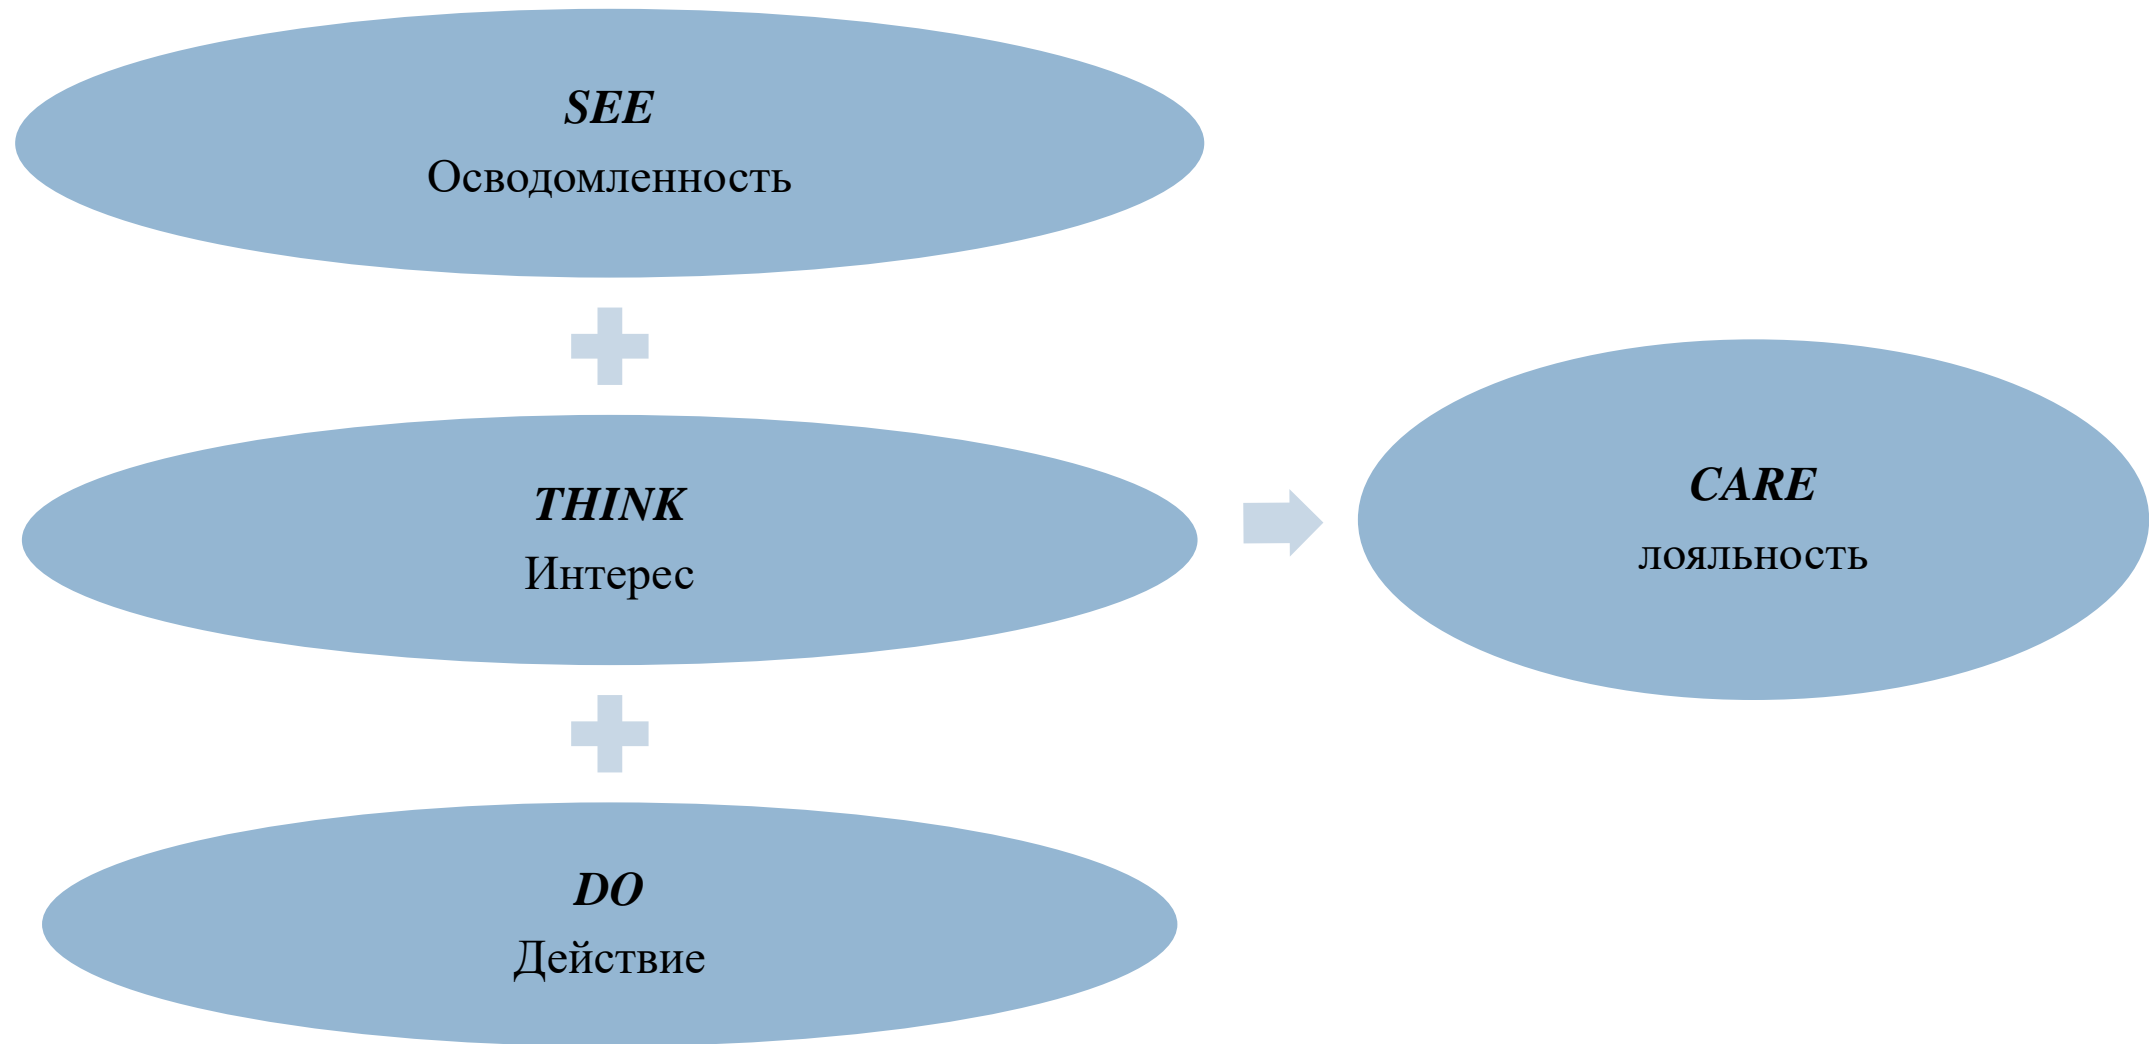 SEE
Осводомленность
THINK
Интерес
CARE
лояльность
DO
Действие